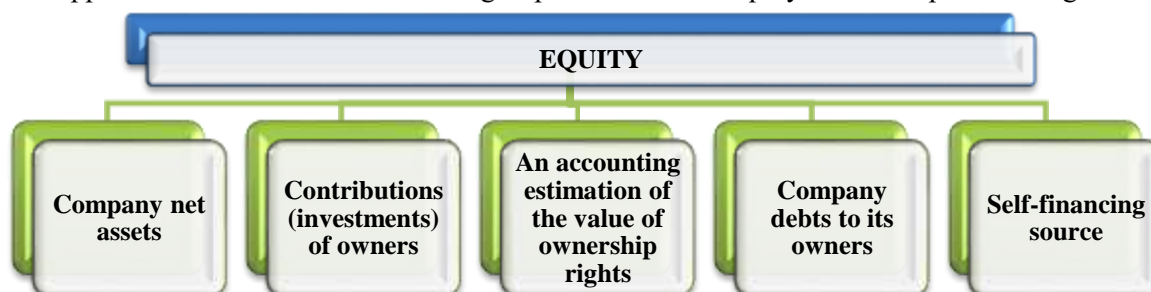 EQUITY
Company net
assets
Contributions
(investments)
of owners
An accounting
estimation of
the value of
ownership
rights
Company
debts to its
owners
Self-financing
source